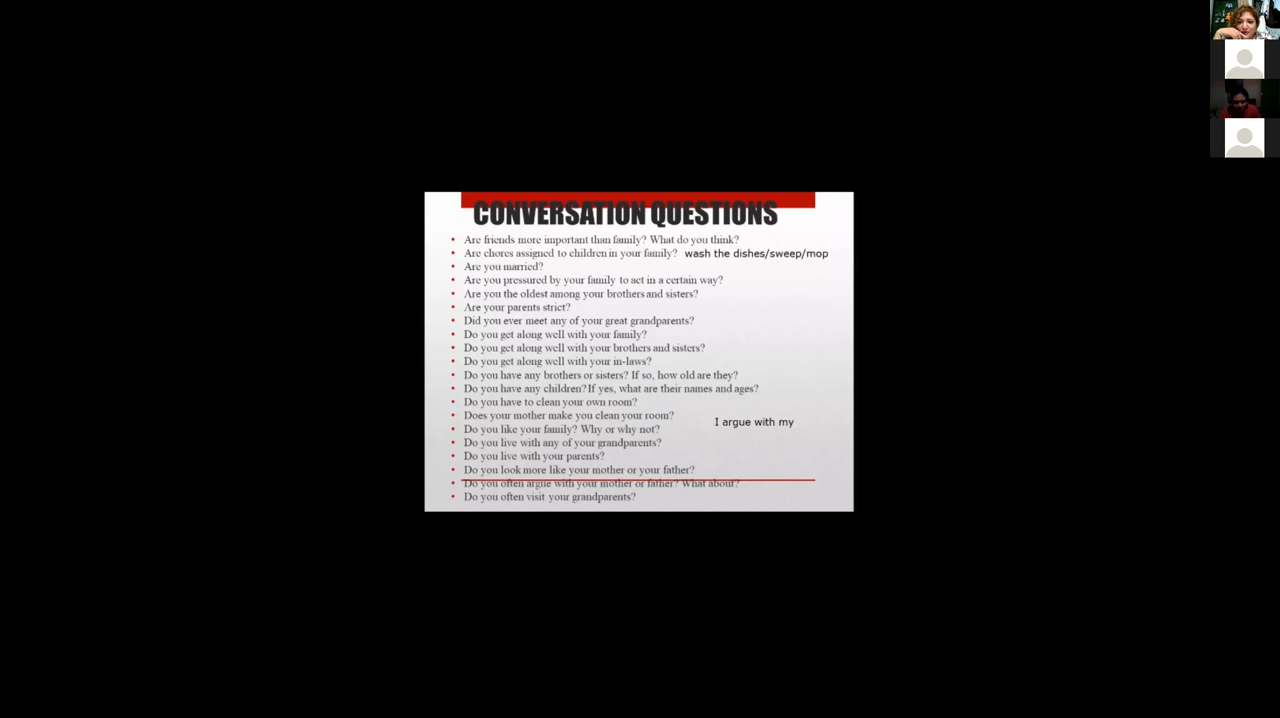 CONVERSATION QUESTIONS
• Are friends more important than family? What do you think?
• Are chores assigned to children in your family? wash the dishes/sweep/mop
• Are you married?
• Are you pressured by your family to act in a certain way?
• Are you the oldest among your brothers and sisters?
• Are your parents strict?
• Did you ever meet any of your great grandparents?
• Do you get along well with your family?
• Do you get along well with your brothers and sisters?
• Do you get along well with your in-laws?
• Do you have any brothers or sisters? If so, how old are they?
• Do you have any children? If yes, what are their names and ages?
• Do you have to clean your own room?
• Does your mother make you clean your room?
I argue with my
• Do you like your family? Why or why not?
• Do you live with any of your grandparents?
• Do you live with your parents?
• Do you look more like your mother or your father?
• Do you often argue with your mother or father? What about?
• Do you often visit your grandparents?